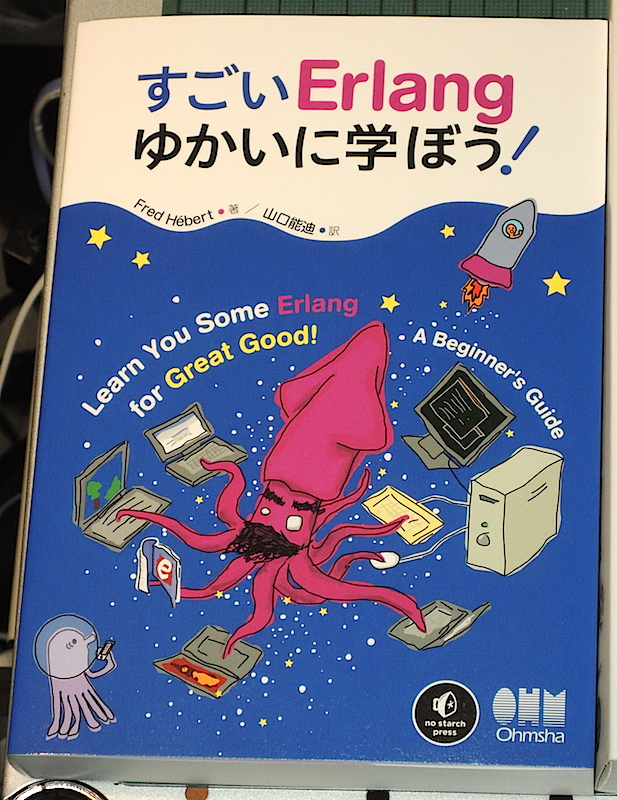 すごいErlang
ゆかいに学ぼう!
Fred Hébert●著／山口能迪●訳
Learn You Some Erlang
for Great Good!
A Beginner's Guide
e
no starch
press
OHM
Ohmsha